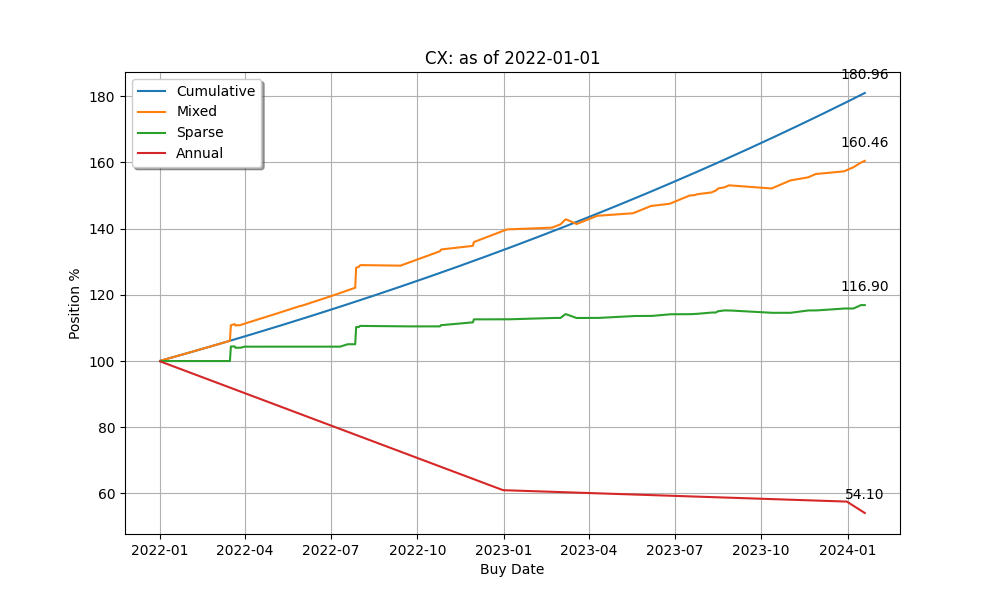 CX: as of 2022-01-01
180.96
160.46
116.90
54.10
Cumulative
Mixed
Sparse
Annual
Position %
180
160
140
120
100
80
60
2022-01 2022-04 2022-07 2022-10 2023-01 2023-04 2023-07 2023-10 2024-01
Buy Date